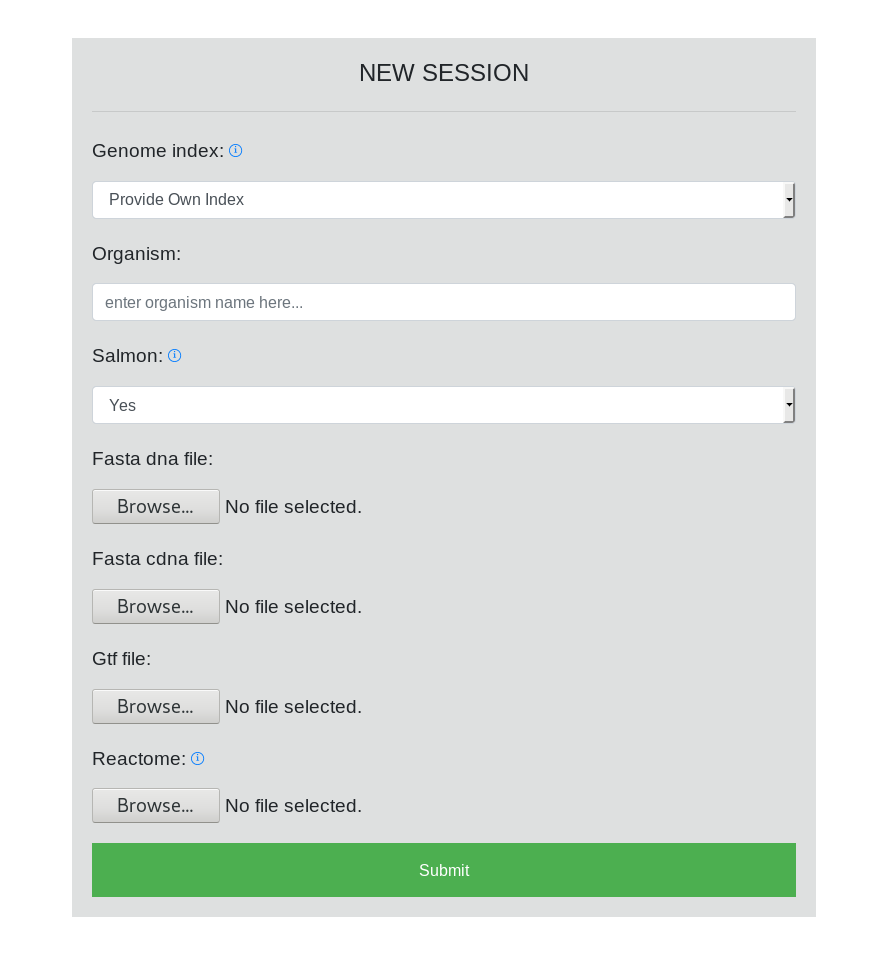 NEW SESSION
Genome index:
Provide Own Index
Organism:
enter organism name here...
Salmon:
Yes
Fasta dna file:
Browse... No file selected.
Fasta cdna file:
Browse... No file selected.
Gtf file:
Browse... No file selected.
Reactome:
Browse... No file selected.
Submit